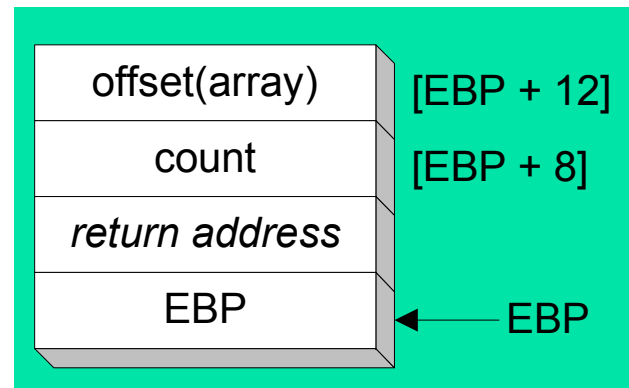 offset(array) [EBP + 12]
count [EBP + 8]
return address
EBP EBP